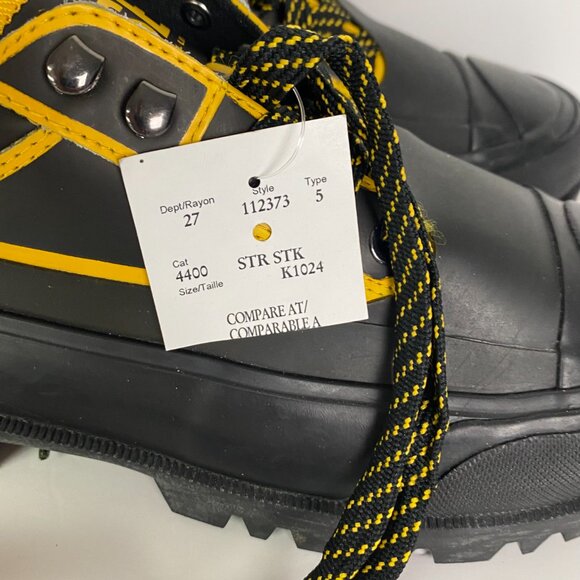 Dept/Rayon Style Type
27 112373 5
Cat STR STK
4400 K1024
Size/Taille
COMPARE AT/
COMPARABLE A